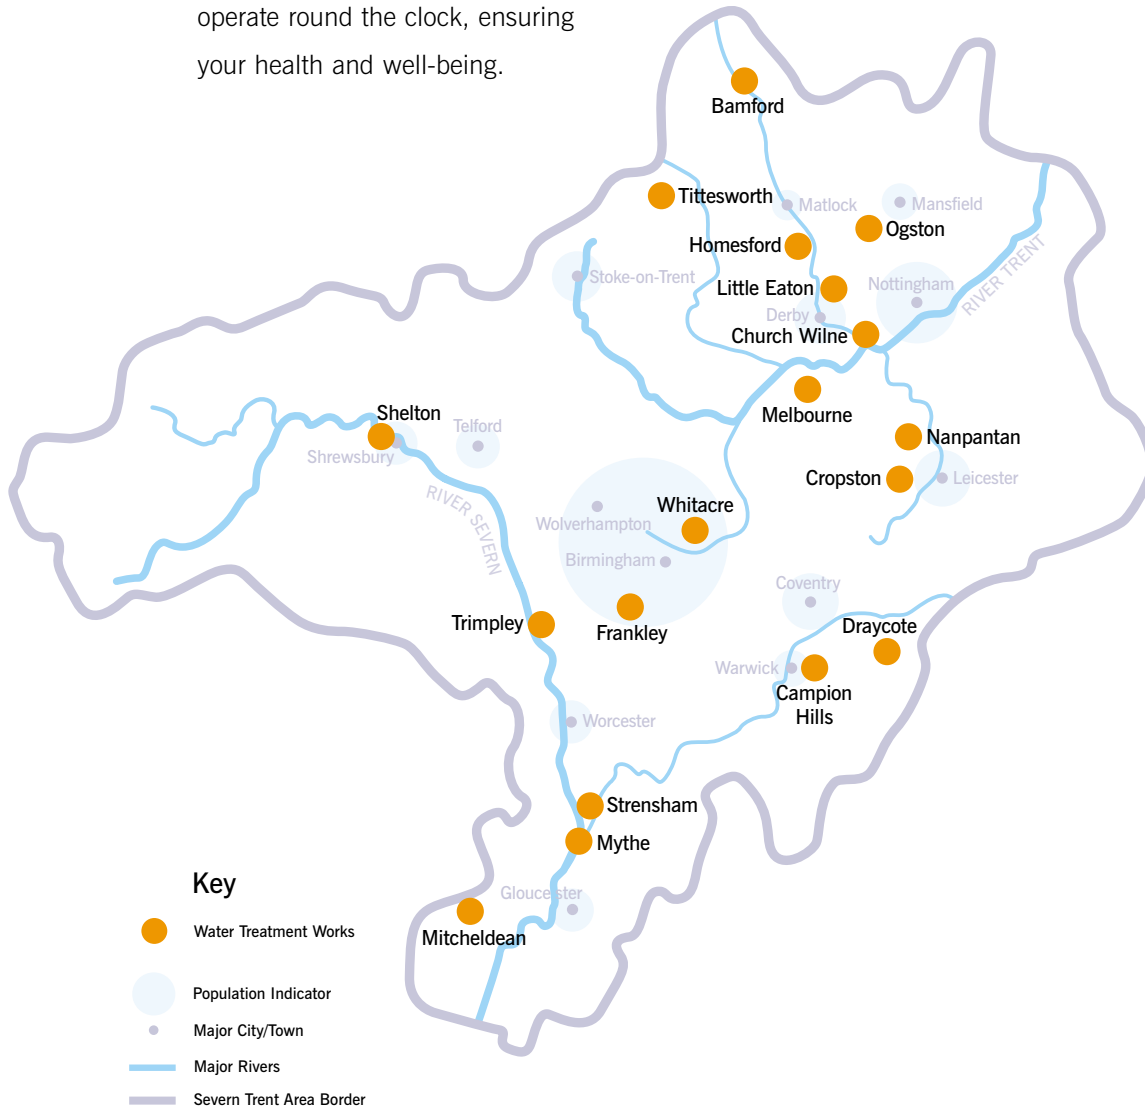 operate round the clock, ensuring
your health and well-being.
Bamford
Tittesworth
Matlock
Mansfield
Ogston
Homesford
Stoke-on-Trent
Little Eaton
Nottingham
RIVER TRENT
Derby
Church Wilne
Melbourne
Shelton
Telford
Shrewsbury
Nanpantan
Cropston
Leicester
RIVER SEVERN
Whitacre
Wolverhampton
Birmingham
Coventry
Trimpley
Frankley
Draycote
Warwick
Campion
Hills
Worcester
Strensham
Mythe
Gloucester
Mitcheldean
Key
Water Treatment Works
Population Indicator
Major City/Town
Major Rivers
Severn Trent Area Border